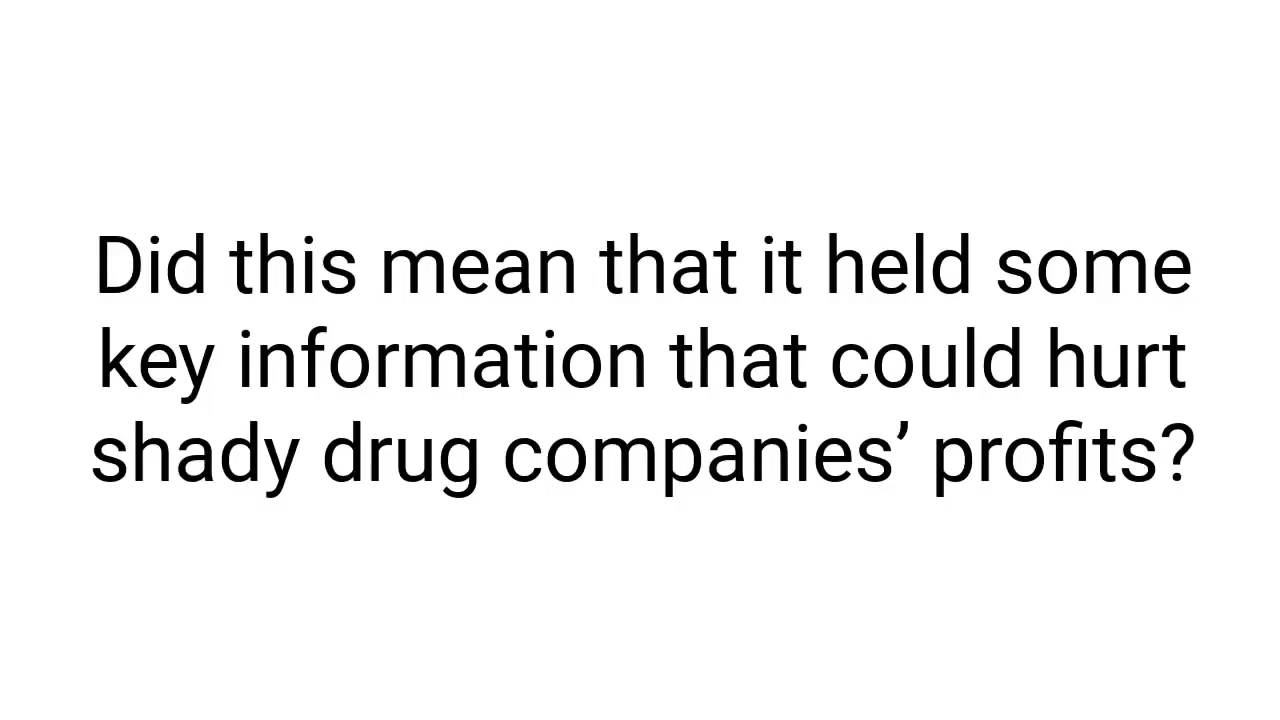 Did this mean that it held some
key information that could hurt
shady drug companies’ profits?